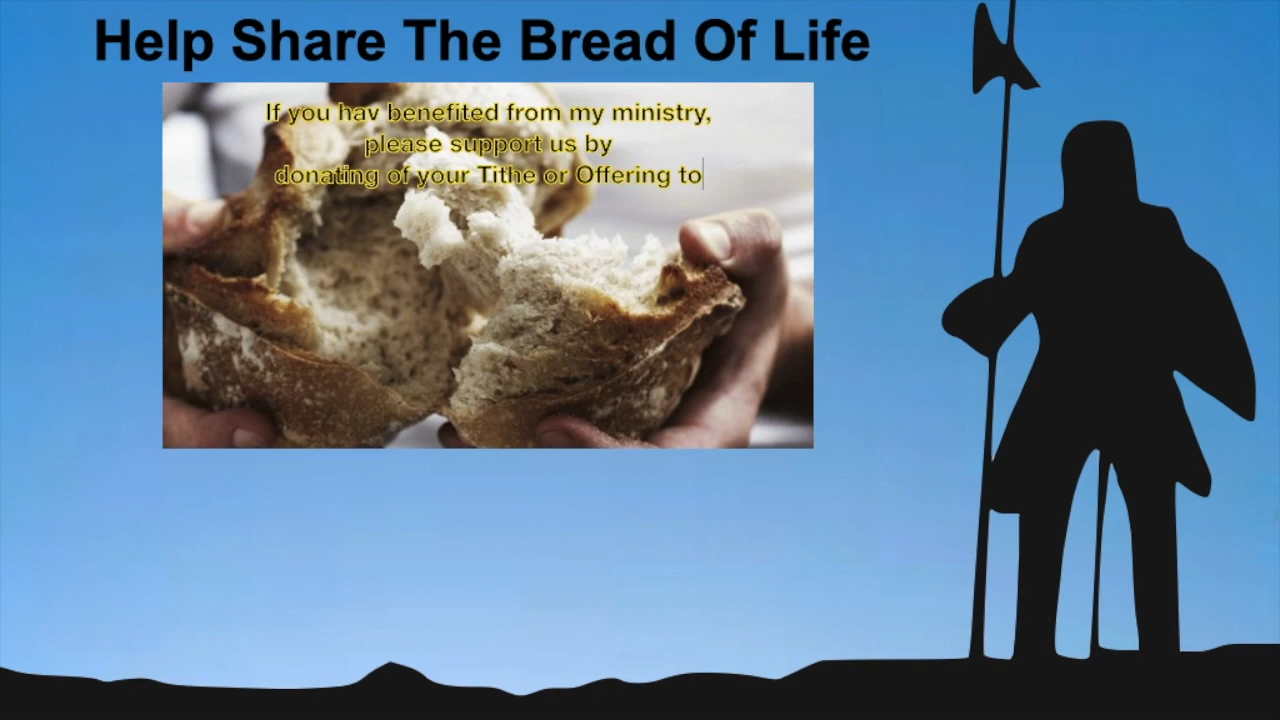 Help Share The Bread Of Life
If you hav benefited from my ministry,
please support us by
donating of your Tithe or Offering to